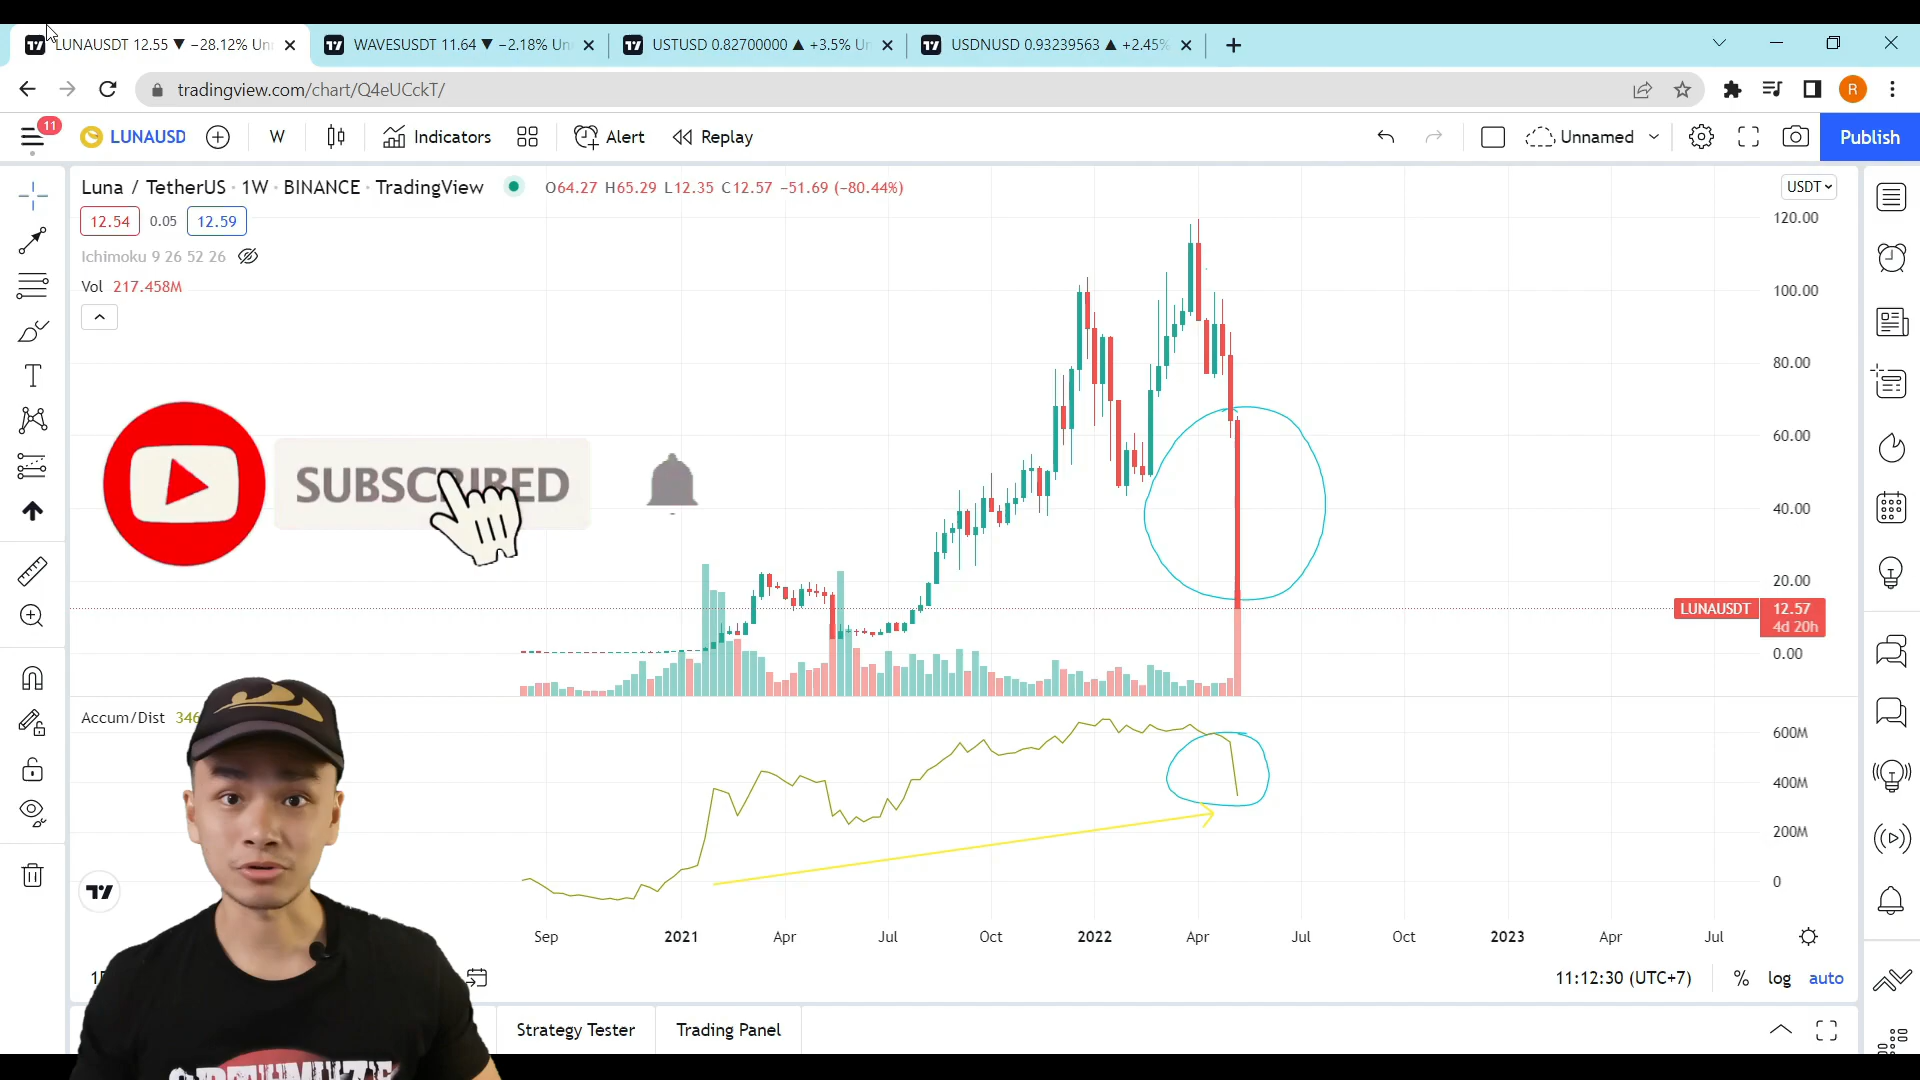 LUNAUSDT 12.55 ▼ −28.12% Un
WAVESUSDT 11.64 ▼ −2.18% Un
USTUSD 0.82700000 ▲ +3.5% Un
USDNUSD 0.93239563 ▲ +2.45%
tradingview.com/chart/Q4eUCckT/
R
11
LUNAUSD
W
Indicators
Alert
Replay
Unnamed
Publish
Luna / TetherUS · 1W · BINANCE · TradingView
O64.27 H65.29 L12.35 C12.57 −51.69 (−80.44%)
USDT
12.54
0.05
12.59
Ichimoku 9 26 52 26
Vol 217.458M
120.00
100.00
80.00
60.00
40.00
20.00
LUNAUSDT 12.57
4d 20h
0.00
SUBSCRIBED
Accum/Dist 346
600M
400M
200M
0
Sep
2021
Apr
Jul
Oct
2022
Apr
Jul
Oct
2023
Apr
Jul
11:12:30 (UTC+7)
%
log
auto
Strategy Tester
Trading Panel